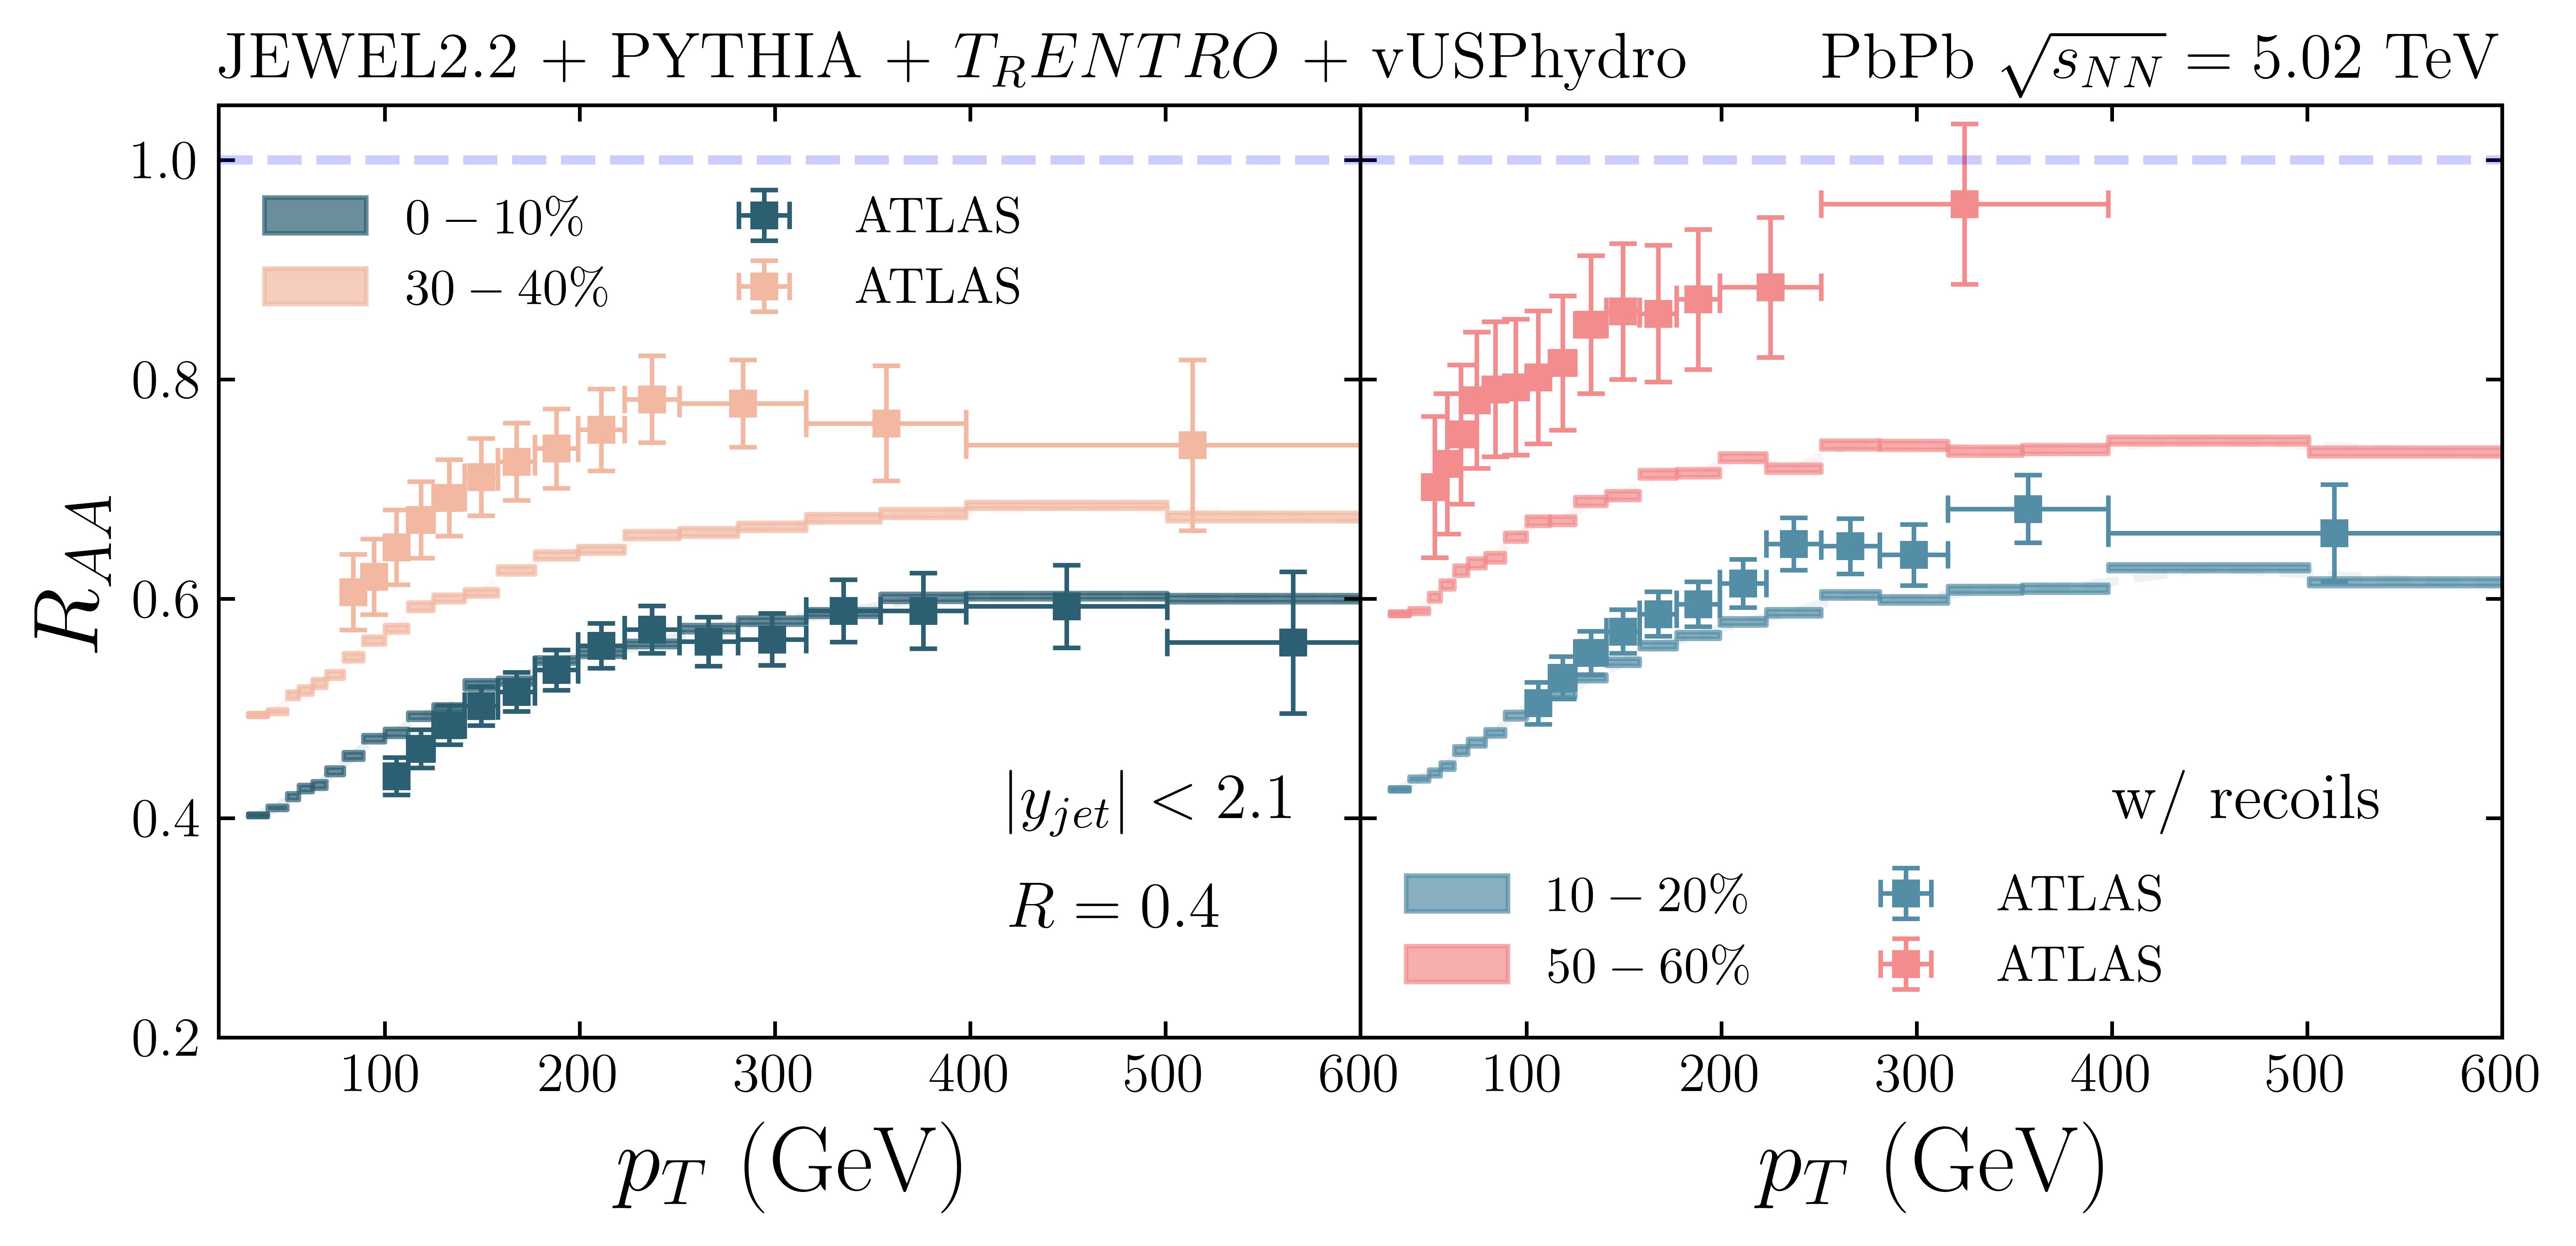 JEWEL2.2 + PYTHIA + T_RENTRO + vUSPhydro PbPb √s_NN = 5.02 TeV
R_AA
1.0
0.8
0.6
0.4
0.2
0 − 10% ATLAS
30 − 40% ATLAS
|y_jet| < 2.1
R = 0.4
w/ recoils
10 − 20% ATLAS
50 − 60% ATLAS
100 200 300 400 500 600 100 200 300 400 500 600
p_T (GeV) p_T (GeV)